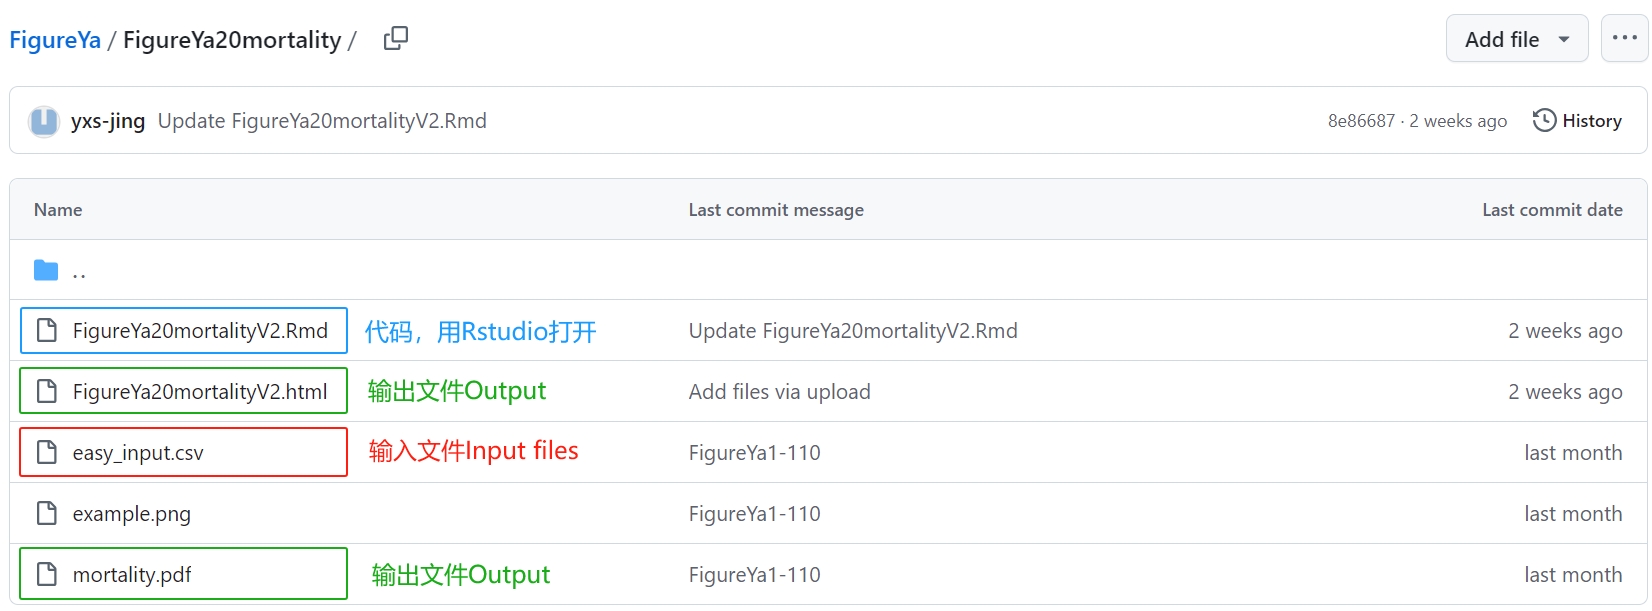 FigureYa / FigureYa20mortality /
Add file
yxs-jing Update FigureYa20mortalityV2.Rmd 8e86687 · 2 weeks ago History
Name Last commit message Last commit date
..
FigureYa20mortalityV2.Rmd 代码，用Rstudio打开 Update FigureYa20mortalityV2.Rmd 2 weeks ago
FigureYa20mortalityV2.html 输出文件Output Add files via upload 2 weeks ago
easy_input.csv 输入文件Input files FigureYa1-110 last month
example.png FigureYa1-110 last month
mortality.pdf 输出文件Output FigureYa1-110 last month